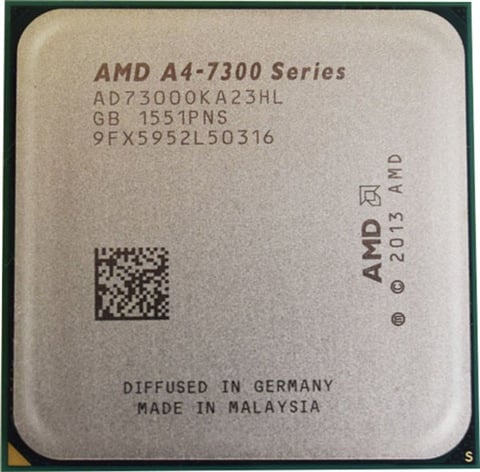 AMD A4-7300 Series
AD7300OKA23HL
GB 1551PNS
9FX5952L50316
AMD
ⓜ © 2013 AMD
DIFFUSED IN GERMANY
MADE IN MALAYSIA
S